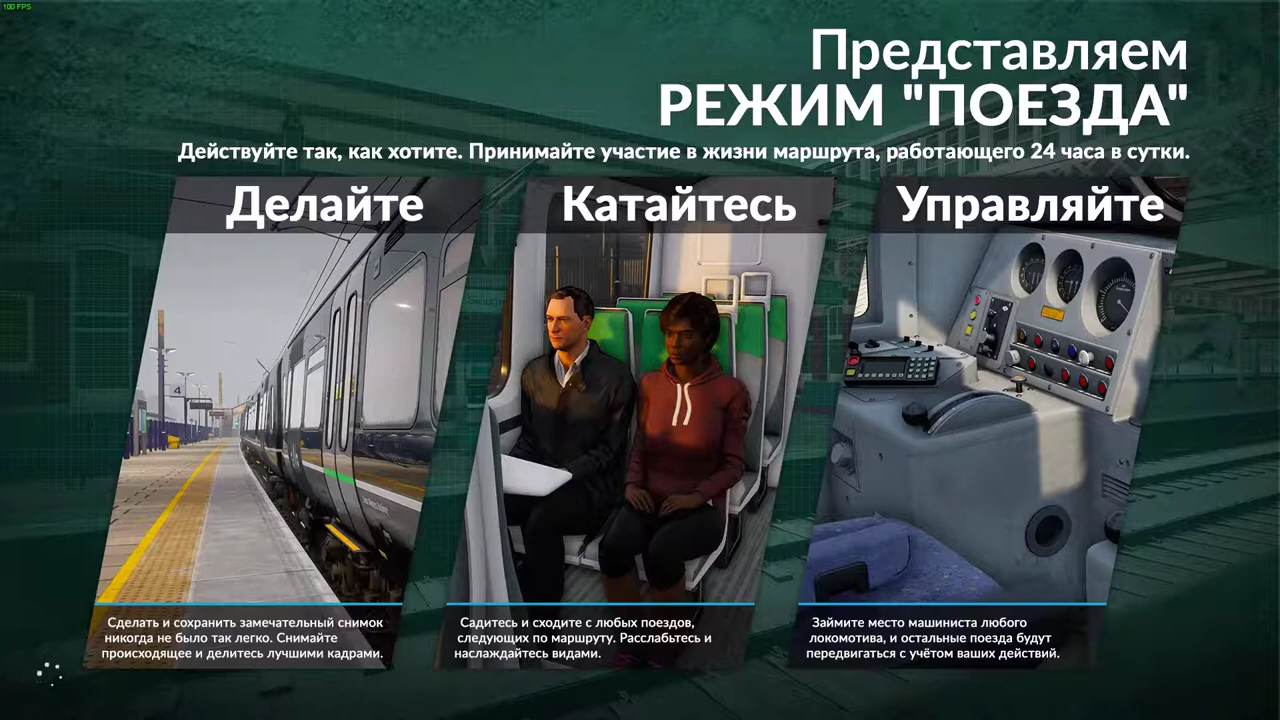 100 FPS
Представляем
РЕЖИМ "ПОЕЗДА"
Действуйте так, как хотите. Принимайте участие в жизни маршрута, работающего 24 часа в сутки.
Делайте
Катайтесь
Управляйте
4
Сделать и сохранить замечательный снимок
никогда не было так легко. Снимайте
происходящее и делитесь лучшими кадрами.
Садитесь и сходите с любых поездов,
следующих по маршруту. Расслабьтесь и
наслаждайтесь видами.
Займите место машиниста любого
локомотива, и остальные поезда будут
передвигаться с учётом ваших действий.